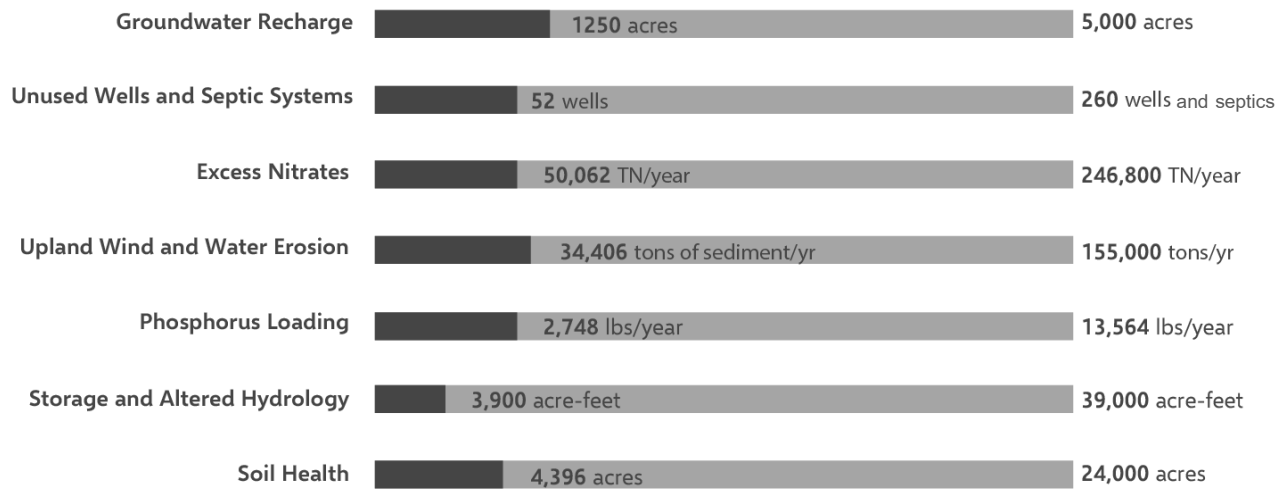 Groundwater Recharge 1250 acres 5,000 acres
Unused Wells and Septic Systems 52 wells 260 wells and septics
Excess Nitrates 50,062 TN/year 246,800 TN/year
Upland Wind and Water Erosion 34,406 tons of sediment/yr 155,000 tons/yr
Phosphorus Loading 2,748 lbs/year 13,564 lbs/year
Storage and Altered Hydrology 3,900 acre-feet 39,000 acre-feet
Soil Health 4,396 acres 24,000 acres